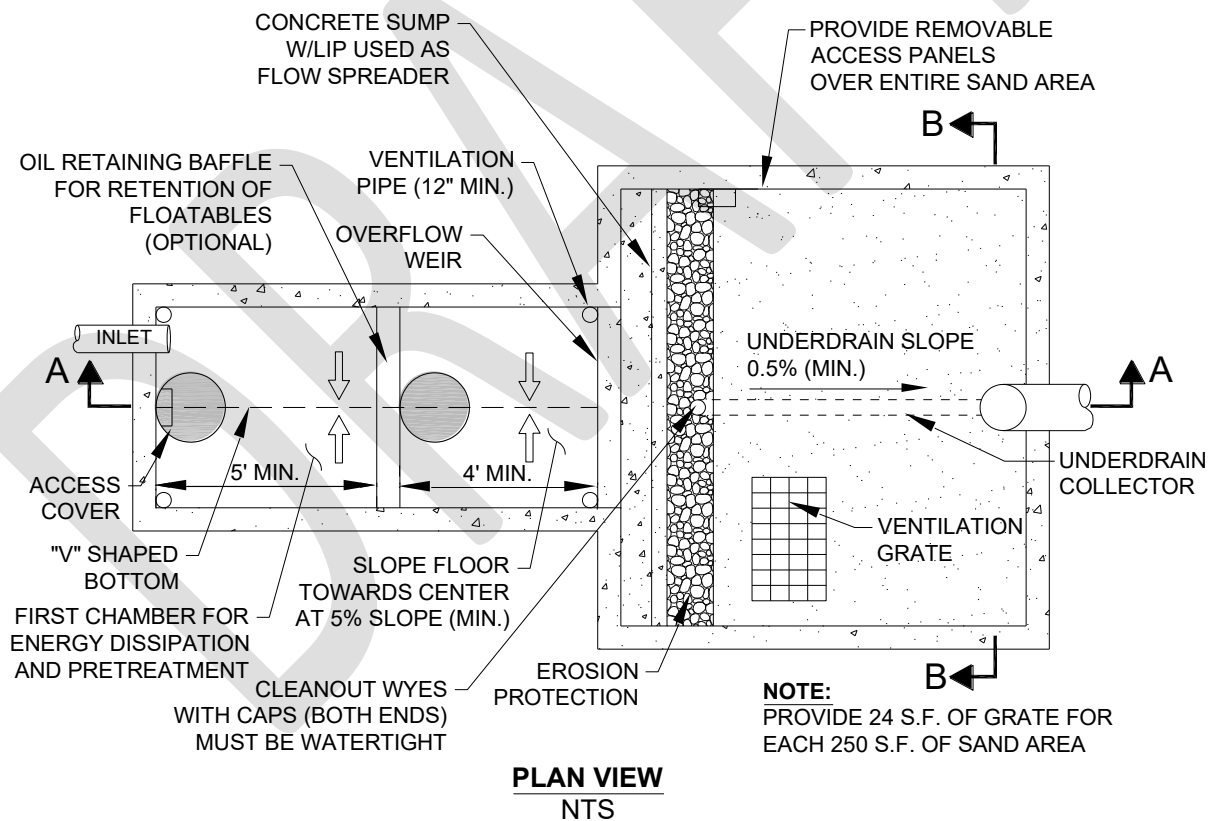 CONCRETE SUMP
W/LIP USED AS
FLOW SPREADER
PROVIDE REMOVABLE
ACCESS PANELS
OVER ENTIRE SAND AREA
B
OIL RETAINING BAFFLE
FOR RETENTION OF
FLOATABLES
(OPTIONAL)
VENTILATION
PIPE (12" MIN.)
OVERFLOW
WEIR
INLET
A
UNDERDRAIN SLOPE
0.5% (MIN.)
A
5' MIN.
4' MIN.
ACCESS
COVER
UNDERDRAIN
COLLECTOR
VENTILATION
GRATE
"V" SHAPED
BOTTOM
SLOPE FLOOR
TOWARDS CENTER
AT 5% SLOPE (MIN.)
FIRST CHAMBER FOR
ENERGY DISSIPATION
AND PRETREATMENT
EROSION
PROTECTION
CLEANOUT WYES
WITH CAPS (BOTH ENDS)
MUST BE WATERTIGHT
B
NOTE:
PROVIDE 24 S.F. OF GRATE FOR
EACH 250 S.F. OF SAND AREA
PLAN VIEW
NTS